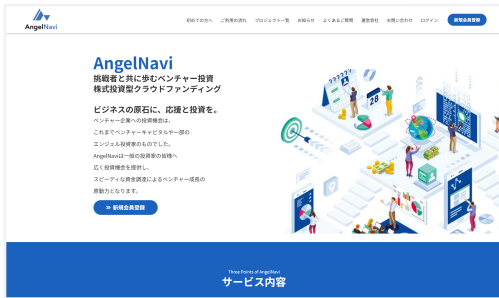 AngelNavi
初めての方へ ご利用の流れ プロジェクト一覧 お知らせ よくあるご質問 運営会社 お問い合わせ ログイン 新規会員登録
AngelNavi
挑戦者と共に歩むベンチャー投資
株式投資型クラウドファンディング
ビジネスの原石に、応援と投資を。
ベンチャー企業への投資機会は、
これまでベンチャーキャピタルや一部の
エンジェル投資家のものでした。
AngelNaviは一般の投資家の皆様へ
広く投資機会を提供し、
スピーディな資金調達によるベンチャー成長の
原動力となります。
新規会員登録
28
Three Points of AngelNavi
サービス内容